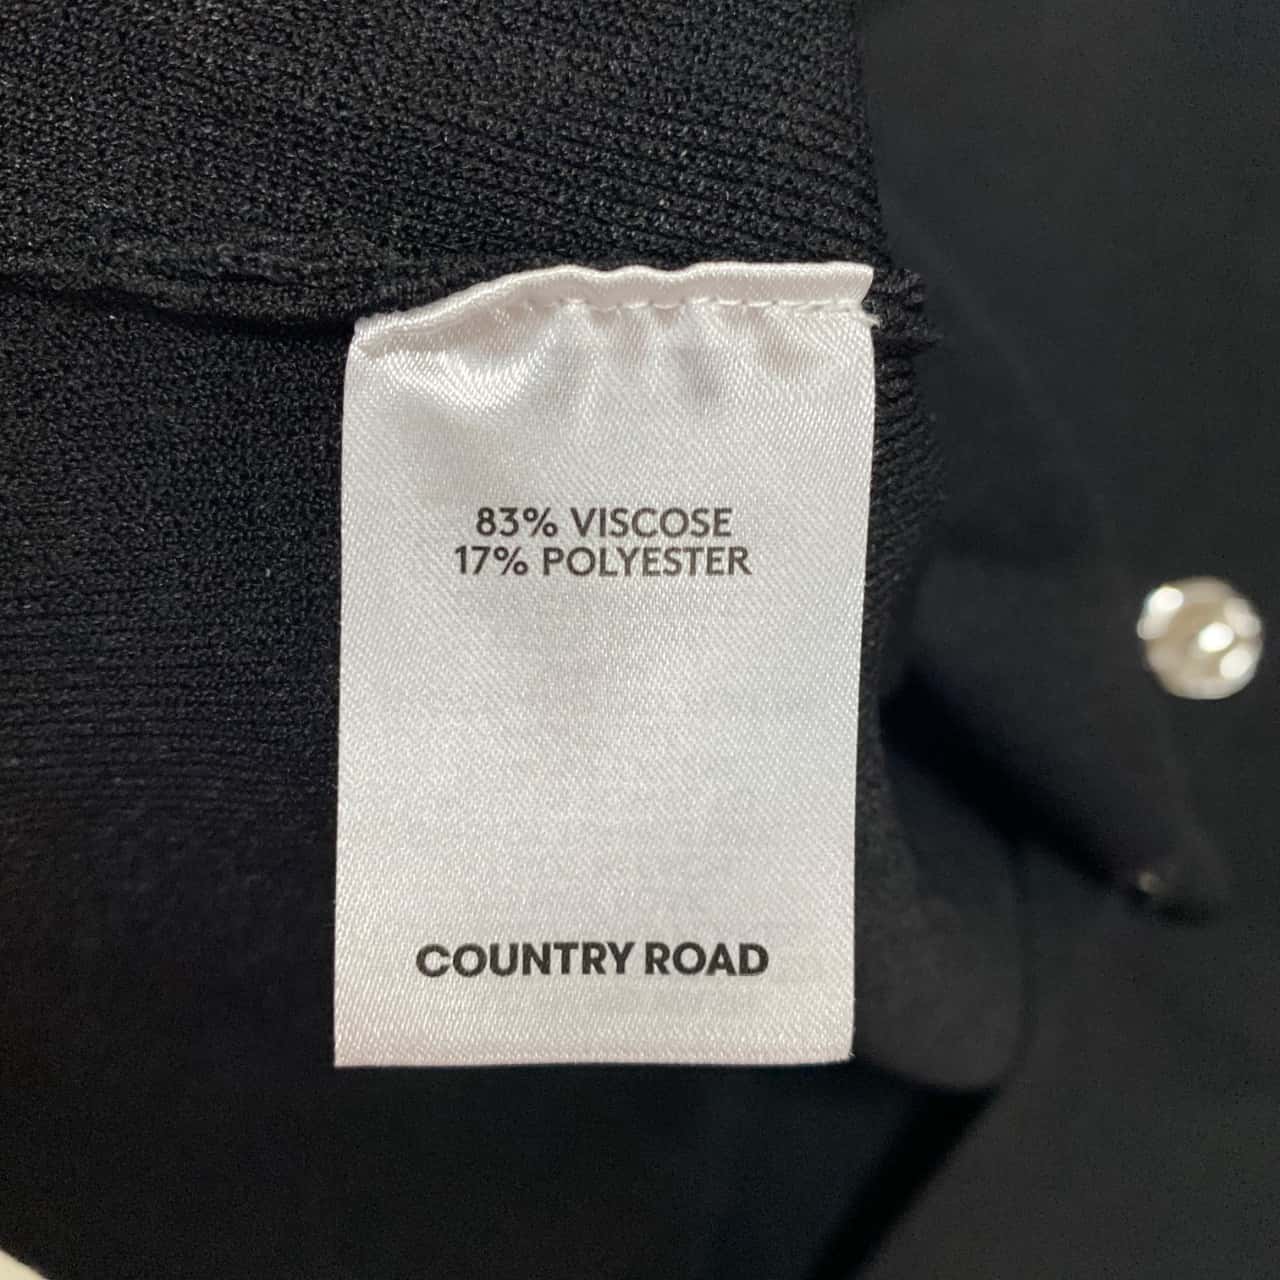 83% VISCOSE
17% POLYESTER
COUNTRY ROAD